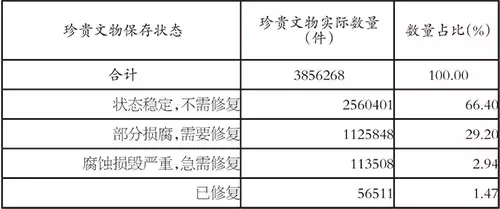 珍贵文物保存状态 珍贵文物实际数量(件) 数量占比(%)
合计 3856268 100.00
状态稳定,不需修复 2560401 66.40
部分损腐,需要修复 1125848 29.20
腐蚀损毁严重,急需修复 113508 2.94
已修复 56511 1.47